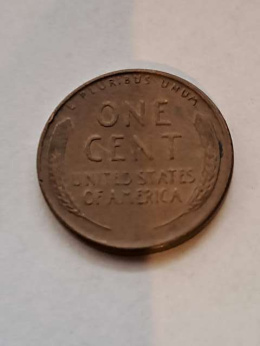 E PLURIBUS UNUM
ONE
CENT
UNITED STATES
OF AMERICA